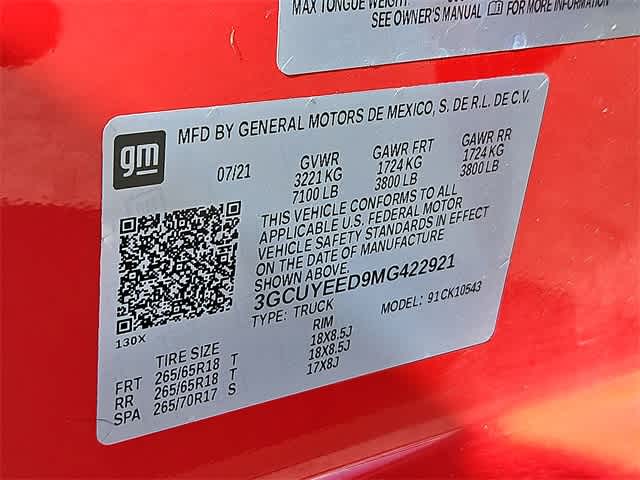 MAX TONGUE WEIGHT
SEE OWNER'S MANUAL FOR MORE INFORMATION
gm
MFD BY GENERAL MOTORS DE MEXICO, S. DE R.L. DE C.V.
07/21
GVWR
3221 KG
7100 LB
GAWR FRT
1724 KG
3800 LB
GAWR RR
1724 KG
3800 LB
THIS VEHICLE CONFORMS TO ALL
APPLICABLE U.S. FEDERAL MOTOR
VEHICLE SAFETY STANDARDS IN EFFECT
ON THE DATE OF MANUFACTURE
SHOWN ABOVE.
3GCUYEED9MG422921
TYPE: TRUCK MODEL: 91CK10543
130X
TIRE SIZE RIM
FRT 265/65R18 T 18X8.5J
RR 265/65R18 T 18X8.5J
SPA 265/70R17 S 17X8J